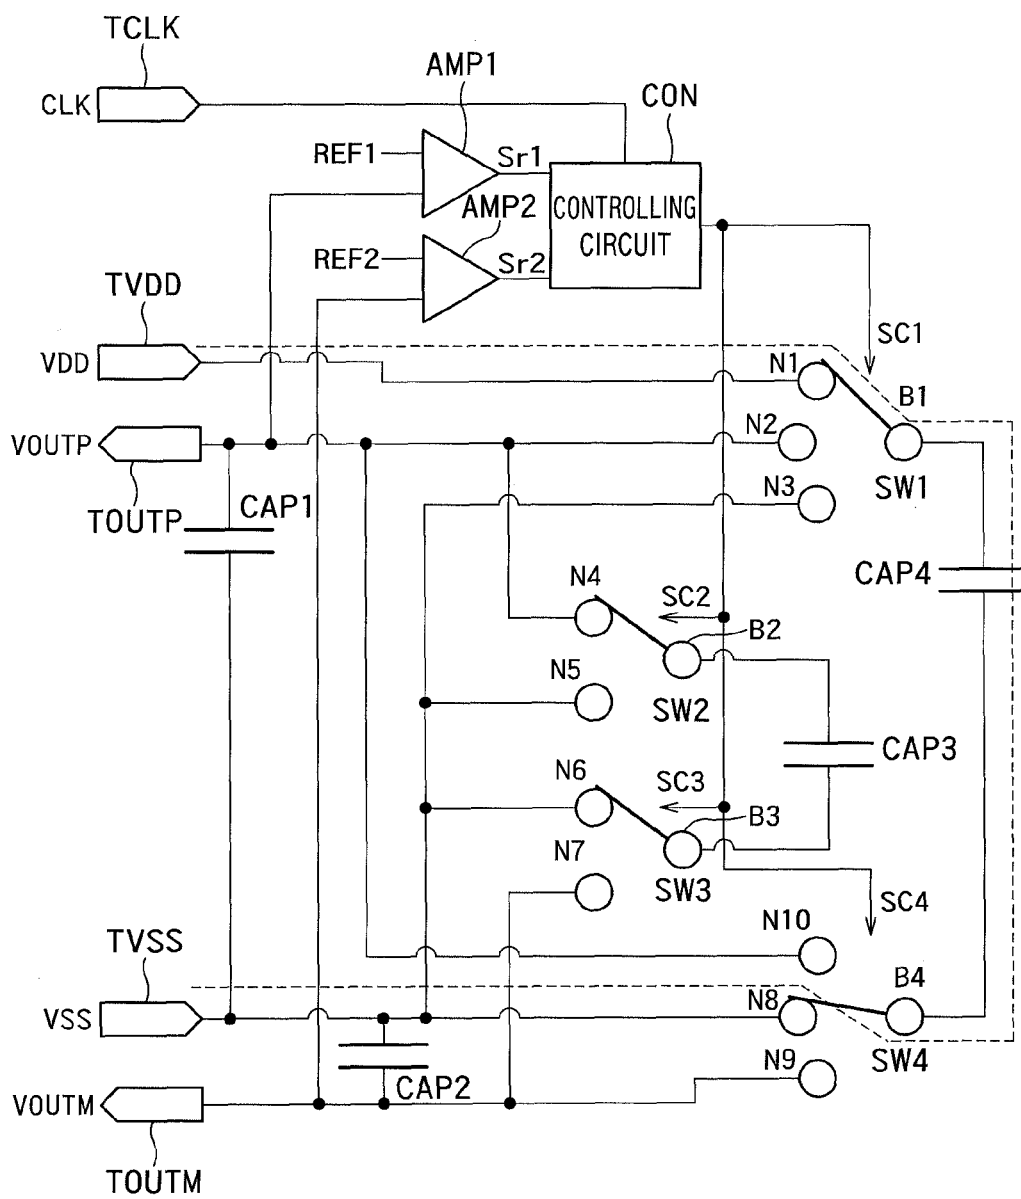 TCLK
CLK
AMP1
CON
REF1
Sr1
AMP2
CONTROLLING
CIRCUIT
REF2
Sr2
TVDD
VDD
SC1
N1
B1
VOUTP
N2
SW1
TOUTP
CAP1
N3
CAP4
N4
SC2
B2
N5
SW2
CAP3
N6
SC3
B3
N7
SW3
SC4
N10
TVSS
B4
VSS
N8
SW4
N9
CAP2
VOUTM
TOUTM